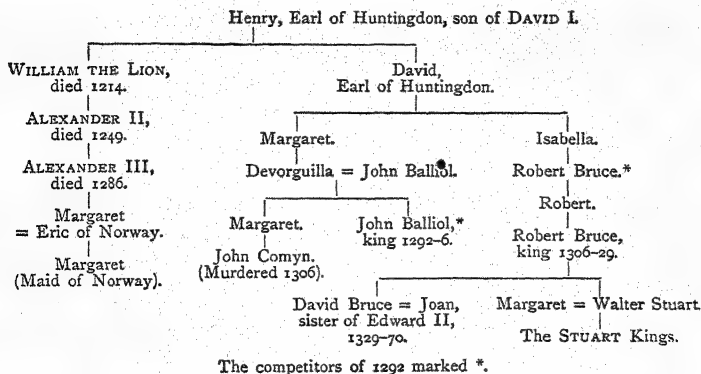 Henry, Earl of Huntingdon, son of DAVID I.
WILLIAM THE LION,
died 1214.
David,
Earl of Huntingdon.
ALEXANDER II,
died 1249.
Margaret.
Isabella.
ALEXANDER III,
died 1286.
Devorguilla = John Balliol.
Robert Bruce.*
Margaret
= Eric of Norway.
Margaret.
John Balliol,*
king 1292-6.
Robert.
Margaret
(Maid of Norway).
John Comyn.
(Murdered 1306).
Robert Bruce,
king 1306-29.
David Bruce = Joan,
sister of Edward II,
1329-70.
Margaret = Walter Stuart.
The STUART Kings.
The competitors of 1292 marked *.